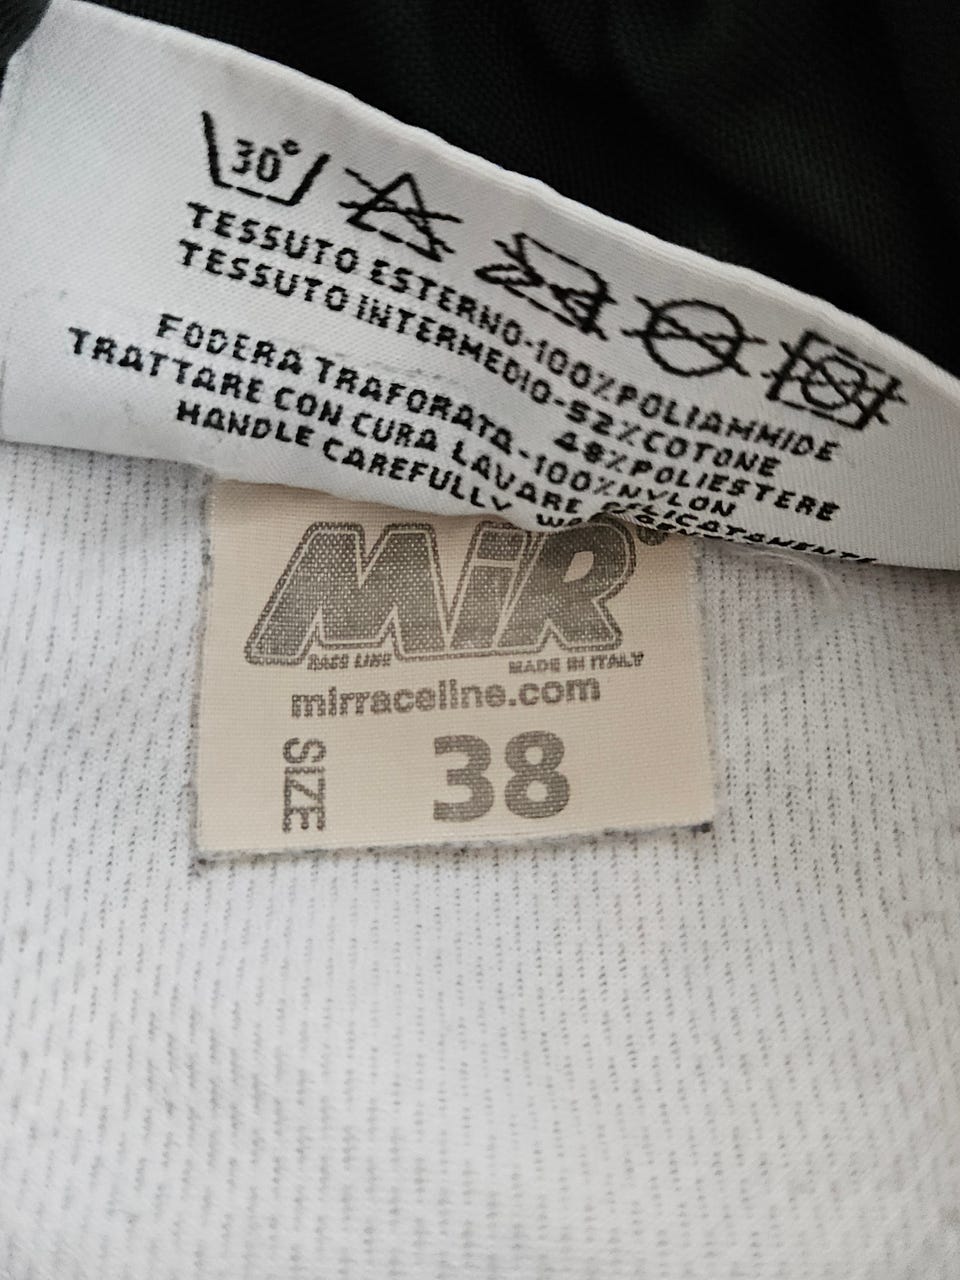 30°
TESSUTO ESTERNO-100%POLIAMMIDE
TESSUTO INTERMEDIO-52%COTONE
48%POLIESTERE
FODERA TRAFORATA-100%NYLON
TRATTARE CON CURA LAVARE DELICATAMENTE
HANDLE CAREFULLY
MiR
RACE LINE MADE IN ITALY
mirraceline.com
SIZE 38